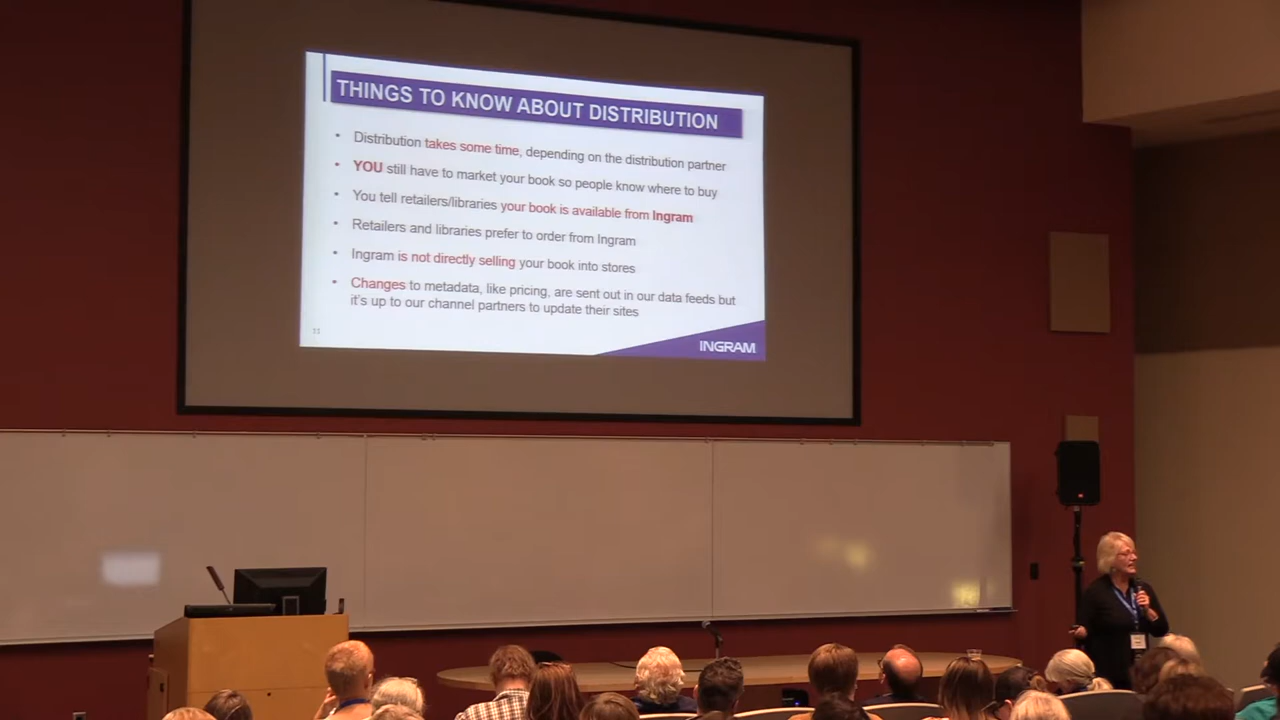 THINGS TO KNOW ABOUT DISTRIBUTION
• Distribution takes some time, depending on the distribution partner
• YOU still have to market your book so people know where to buy
• You tell retailers/libraries your book is available from Ingram
• Retailers and libraries prefer to order from Ingram
• Ingram is not directly selling your book into stores
• Changes to metadata, like pricing, are sent out in our data feeds but
it's up to our channel partners to update their sites
INGRAM